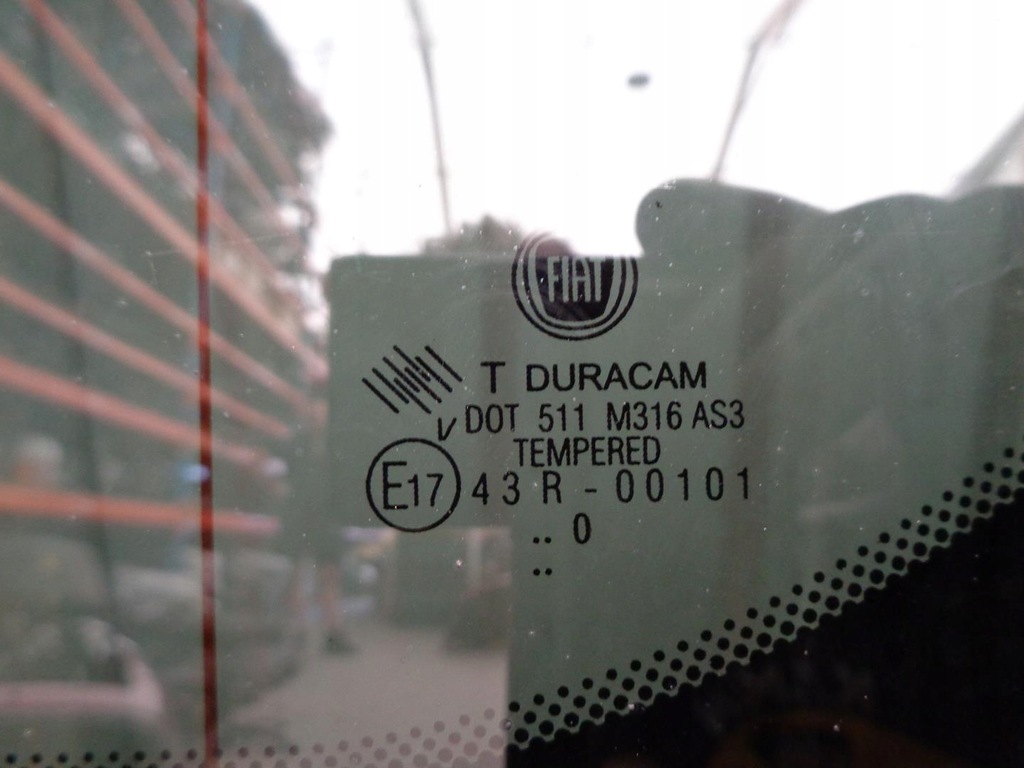 FIAT
T DURACAM
V DOT 511 M316 AS3
TEMPERED
E17 43 R - 00101
.. 0
..